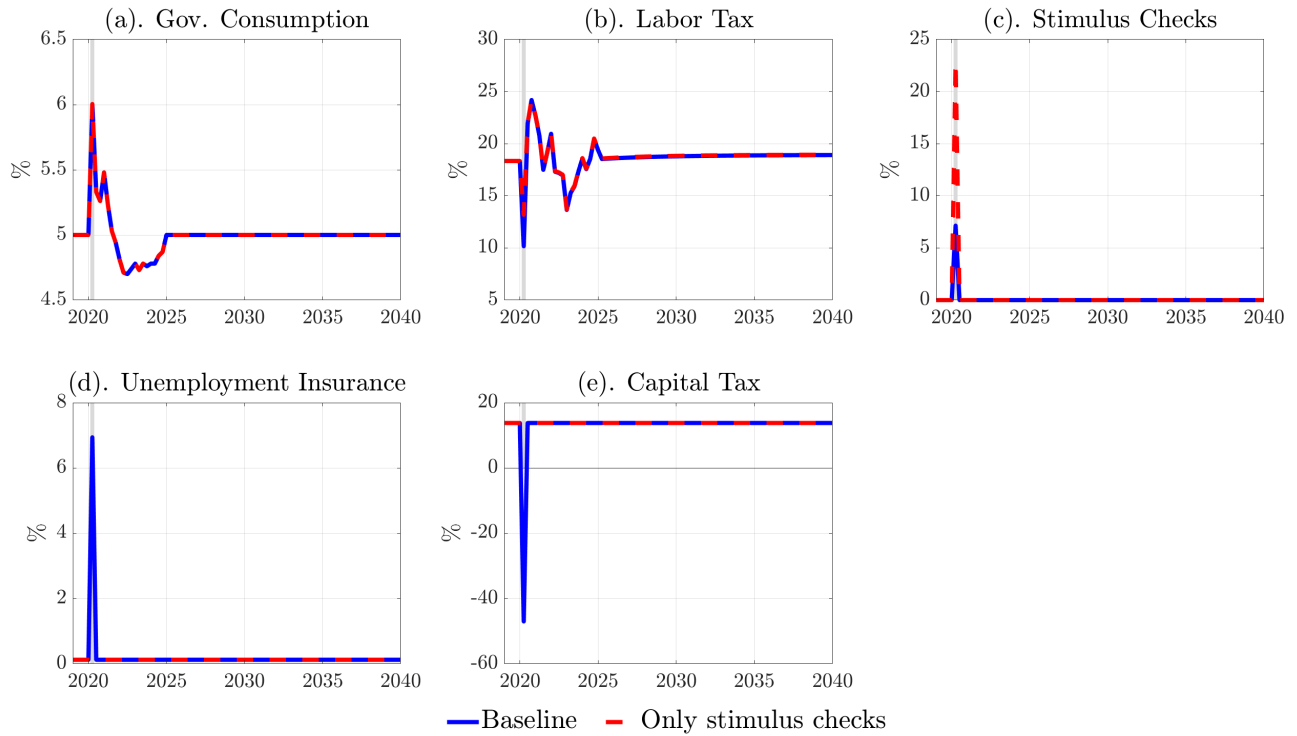 (a). Gov. Consumption
6.5
6
5.5
5
4.5
%
2020 2025 2030 2035 2040
(b). Labor Tax
30
25
20
15
10
5
%
2020 2025 2030 2035 2040
(c). Stimulus Checks
25
20
15
10
5
0
%
2020 2025 2030 2035 2040
(d). Unemployment Insurance
8
6
4
2
0
%
2020 2025 2030 2035 2040
(e). Capital Tax
20
0
-20
-40
-60
%
2020 2025 2030 2035 2040
Baseline Only stimulus checks